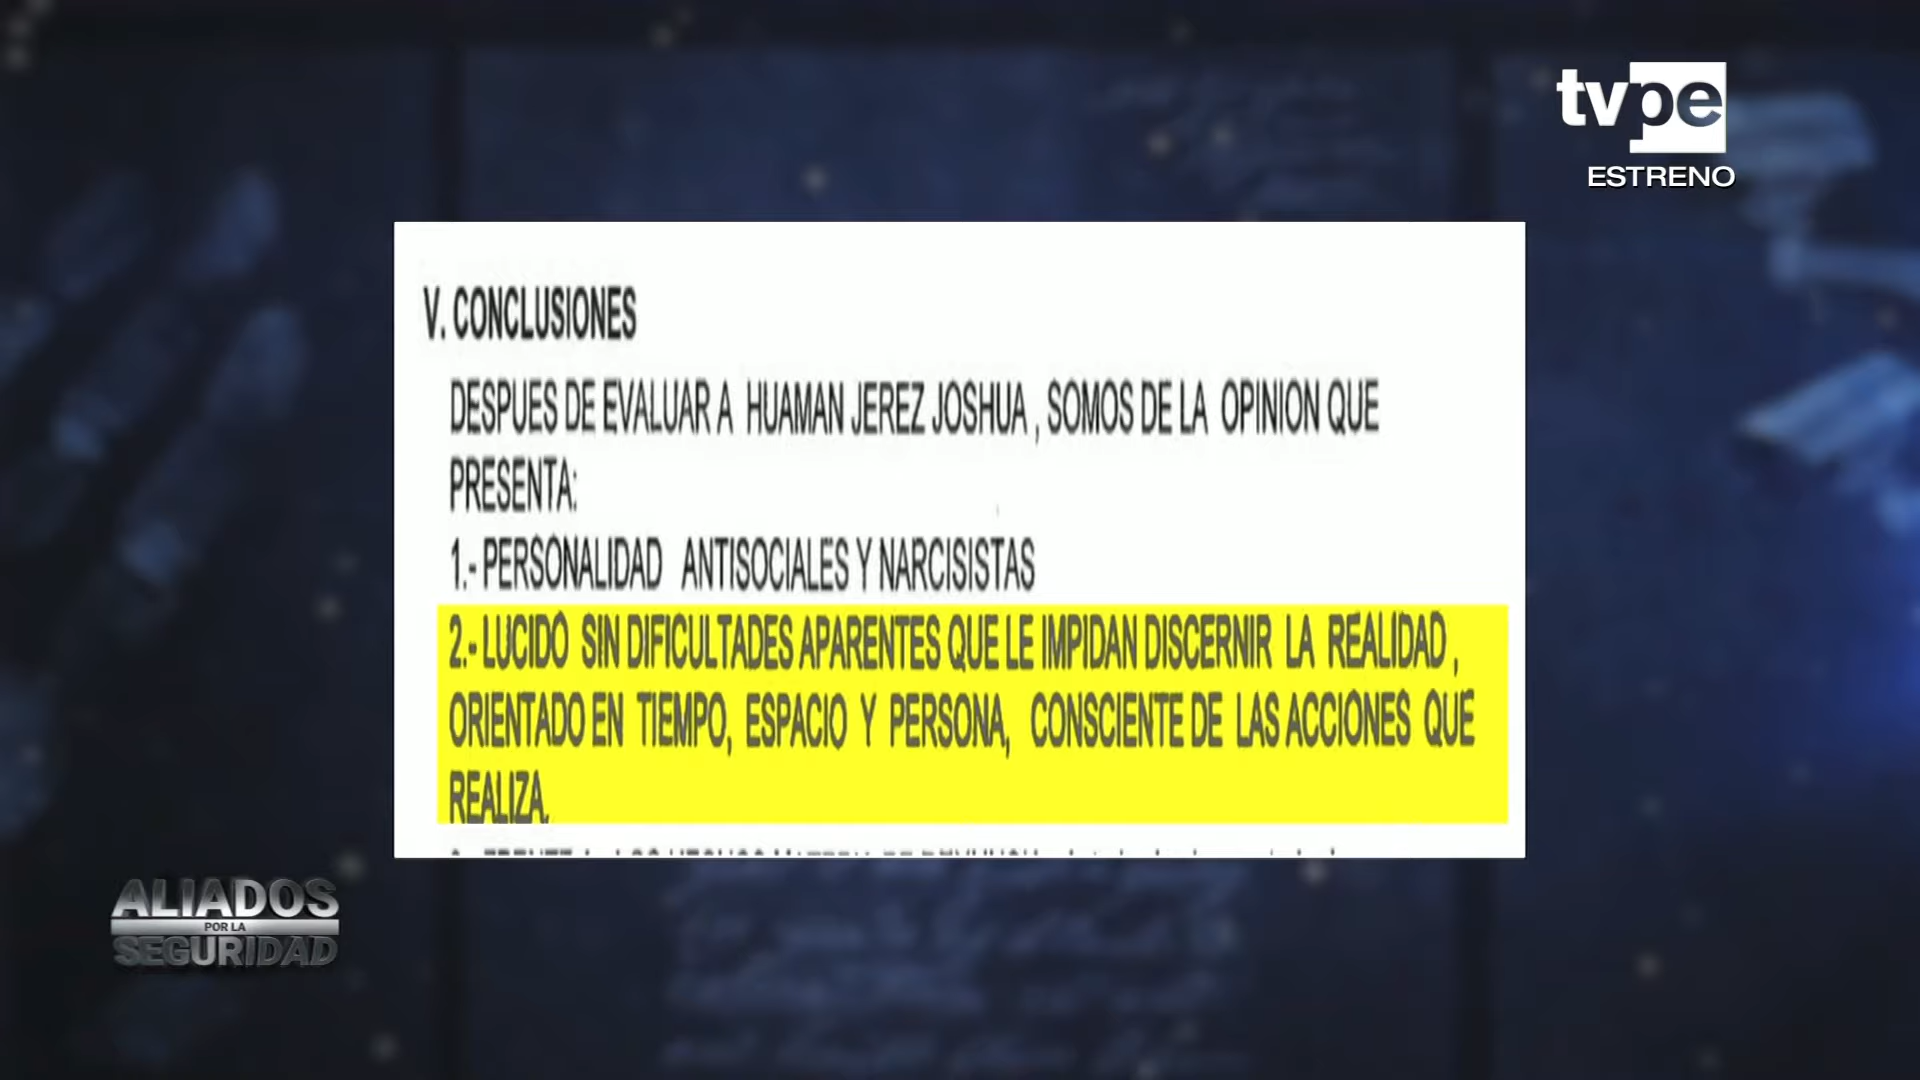 tvpe
ESTRENO
V. CONCLUSIONES
DESPUES DE EVALUAR A HUAMAN JEREZ JOSHUA , SOMOS DE LA OPINION QUE
PRESENTA:
1.- PERSONALIDAD ANTISOCIALES Y NARCISISTAS
2.- LUCIDO SIN DIFICULTADES APARENTES QUE LE IMPIDAN DISCERNIR LA REALIDAD ,
ORIENTADO EN TIEMPO, ESPACIO Y PERSONA, CONSCIENTE DE LAS ACCIONES QUE
REALIZA.
ALIADOS
POR LA
SEGURIDAD